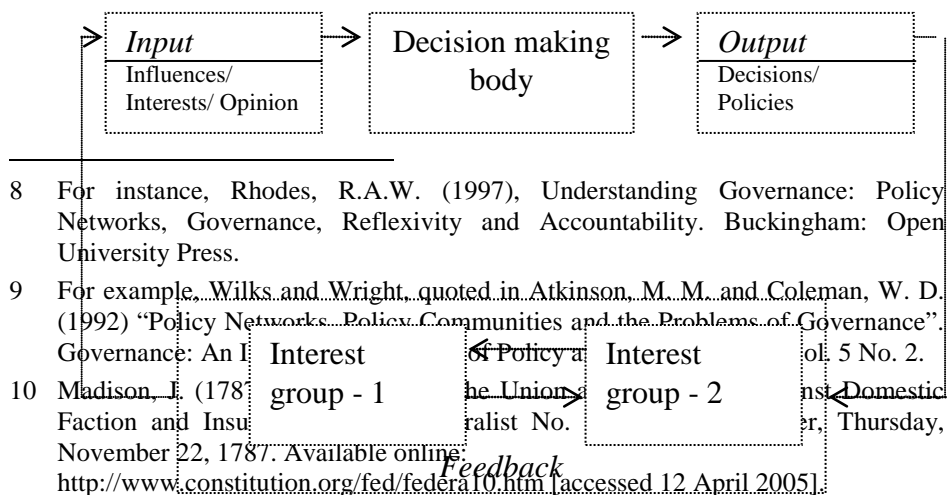 Input
Influences/
Interests/ Opinion
Decision making
body
Output
Decisions/
Policies
8 For instance, Rhodes, R.A.W. (1997), Understanding Governance: Policy
Networks, Governance, Reflexivity and Accountability. Buckingham: Open
University Press.
9 For example, Wilks and Wright, quoted in Atkinson, M. M. and Coleman, W. D.
(1992) “Policy Networks, Policy Communities and the Problems of Governance”.
Governance: An of Policy a ol. 5 No. 2.
10 Madison, J. (178 he Union a nst Domestic
Faction and Insu ralist No. er, Thursday,
November 22, 1787. Available online:
http://www.constitution.org/fed/federa10.htm [accessed 12 April 2005].
Interest
group - 1
Interest
group - 2
Feedback